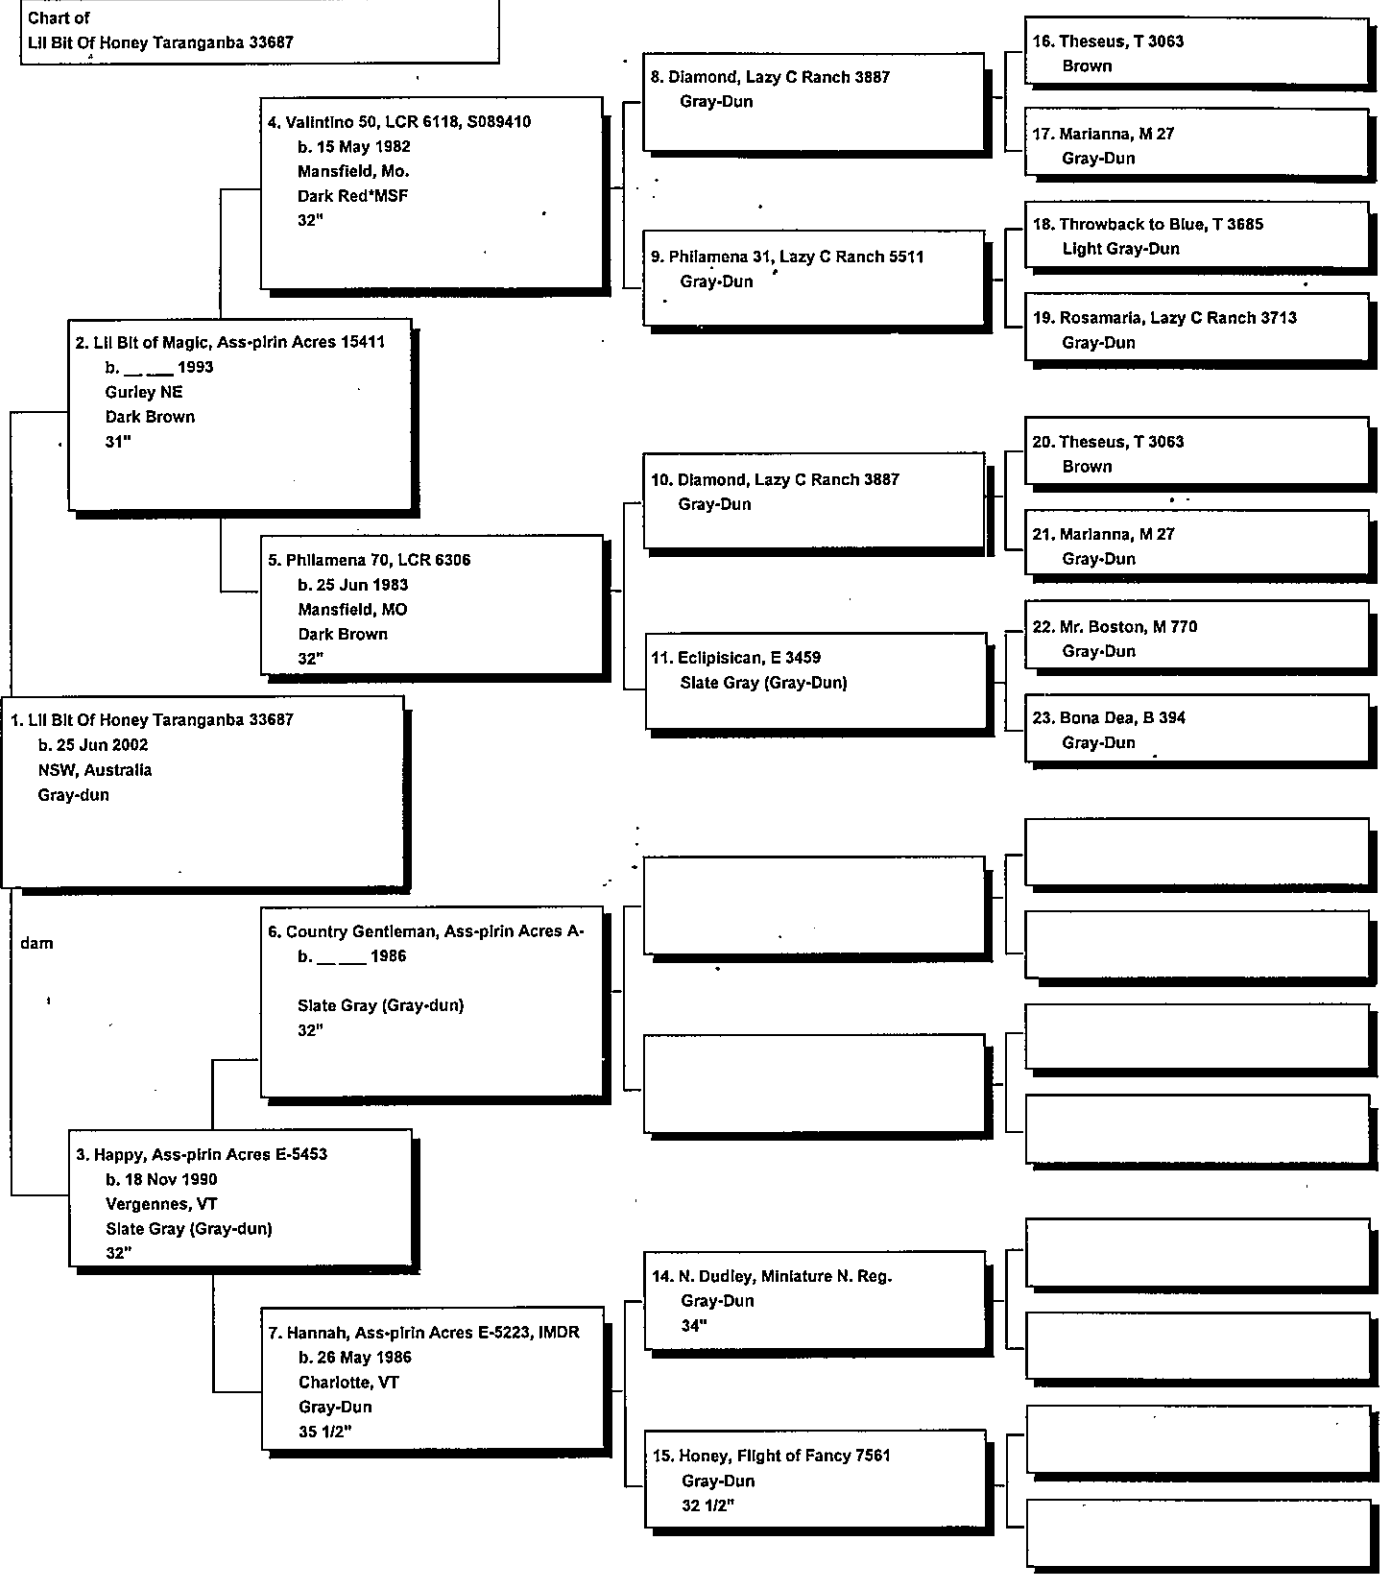 Chart of
Lil Bit Of Honey Taranganba 33687
16. Theseus, T 3063
Brown
8. Diamond, Lazy C Ranch 3887
Gray-Dun
17. Marianna, M 27
Gray-Dun
4. Valintino 50, LCR 6118, S089410
b. 15 May 1982
Mansfield, Mo.
Dark Red*MSF
32"
18. Throwback to Blue, T 3685
Light Gray-Dun
9. Philamena 31, Lazy C Ranch 5511
Gray-Dun
19. Rosamaria, Lazy C Ranch 3713
Gray-Dun
2. Lil Bit of Magic, Ass-pirin Acres 15411
b. __ ___ 1993
Gurley NE
Dark Brown
31"
20. Theseus, T 3063
Brown
10. Diamond, Lazy C Ranch 3887
Gray-Dun
21. Marianna, M 27
Gray-Dun
5. Philamena 70, LCR 6306
b. 25 Jun 1983
Mansfield, MO
Dark Brown
32"
22. Mr. Boston, M 770
Gray-Dun
11. Eclipisican, E 3459
Slate Gray (Gray-Dun)
23. Bona Dea, B 394
Gray-Dun
1. Lil Bit Of Honey Taranganba 33687
b. 25 Jun 2002
NSW, Australia
Gray-dun
dam
6. Country Gentleman, Ass-pirin Acres A-
b. __ ___ 1986
Slate Gray (Gray-dun)
32"
3. Happy, Ass-pirin Acres E-5453
b. 18 Nov 1990
Vergennes, VT
Slate Gray (Gray-dun)
32"
14. N. Dudley, Miniature N. Reg.
Gray-Dun
34"
7. Hannah, Ass-pirin Acres E-5223, IMDR
b. 26 May 1986
Charlotte, VT
Gray-Dun
35 1/2"
15. Honey, Flight of Fancy 7561
Gray-Dun
32 1/2"